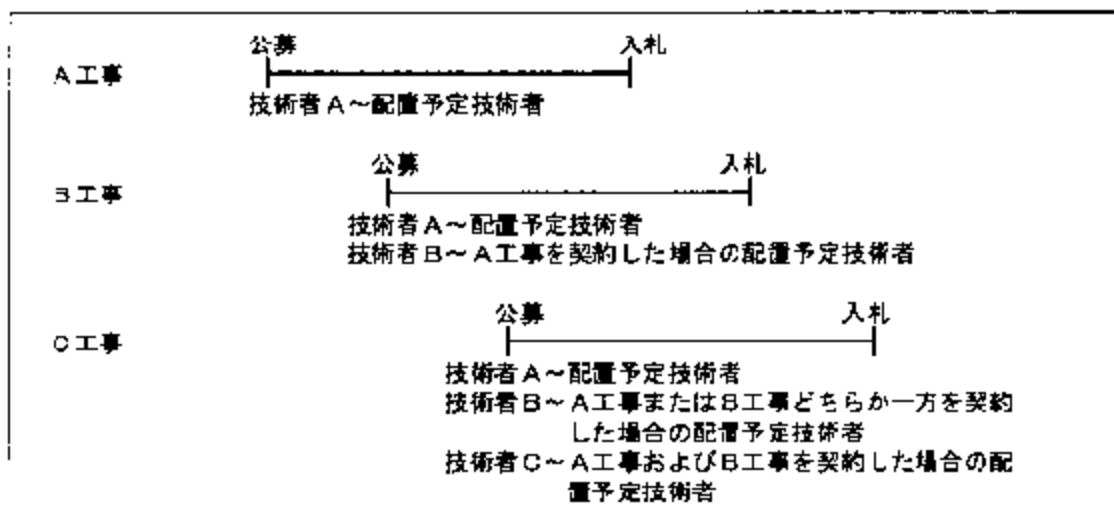 公募 入札
A工事
技術者A～配置予定技術者
公募 入札
B工事
技術者A～配置予定技術者
技術者B～A工事を契約した場合の配置予定技術者
公募 入札
C工事
技術者A～配置予定技術者
技術者B～A工事またはB工事どちらか一方を契約
した場合の配置予定技術者
技術者C～A工事およびB工事を契約した場合の配
置予定技術者